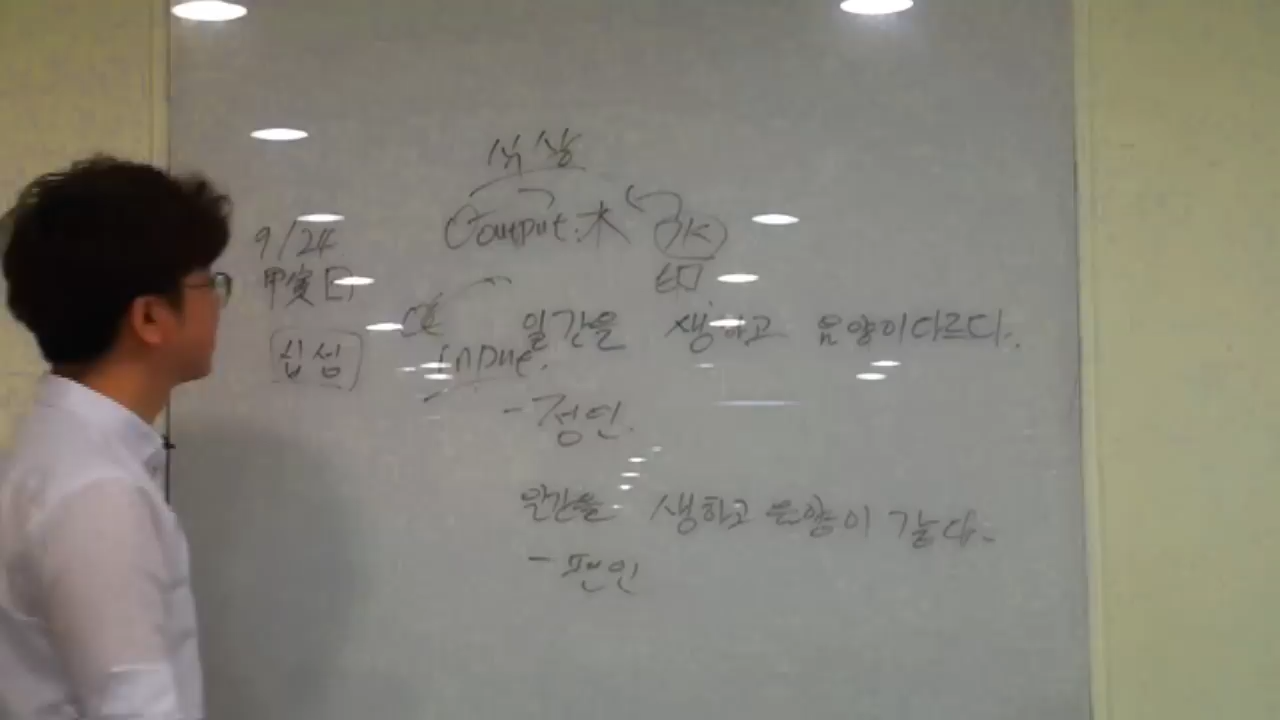 식상
output : 木 水
印
9/24
甲寅日
십성
input.
일간을 생하고 음양이 다르다.
- 정인.
일간을 생하고 음양이 같다.
- 편인